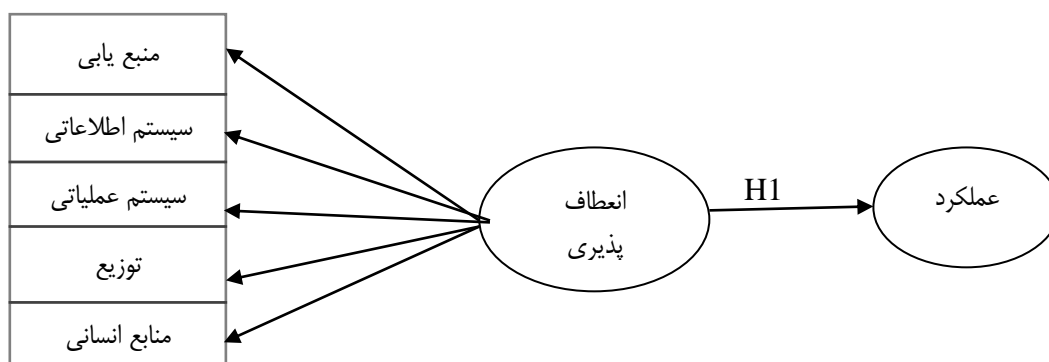 منبع یابی
سیستم اطلاعاتی
سیستم عملیاتی
توزیع
منابع انسانی
انعطاف
پذیری
H1
عملکرد